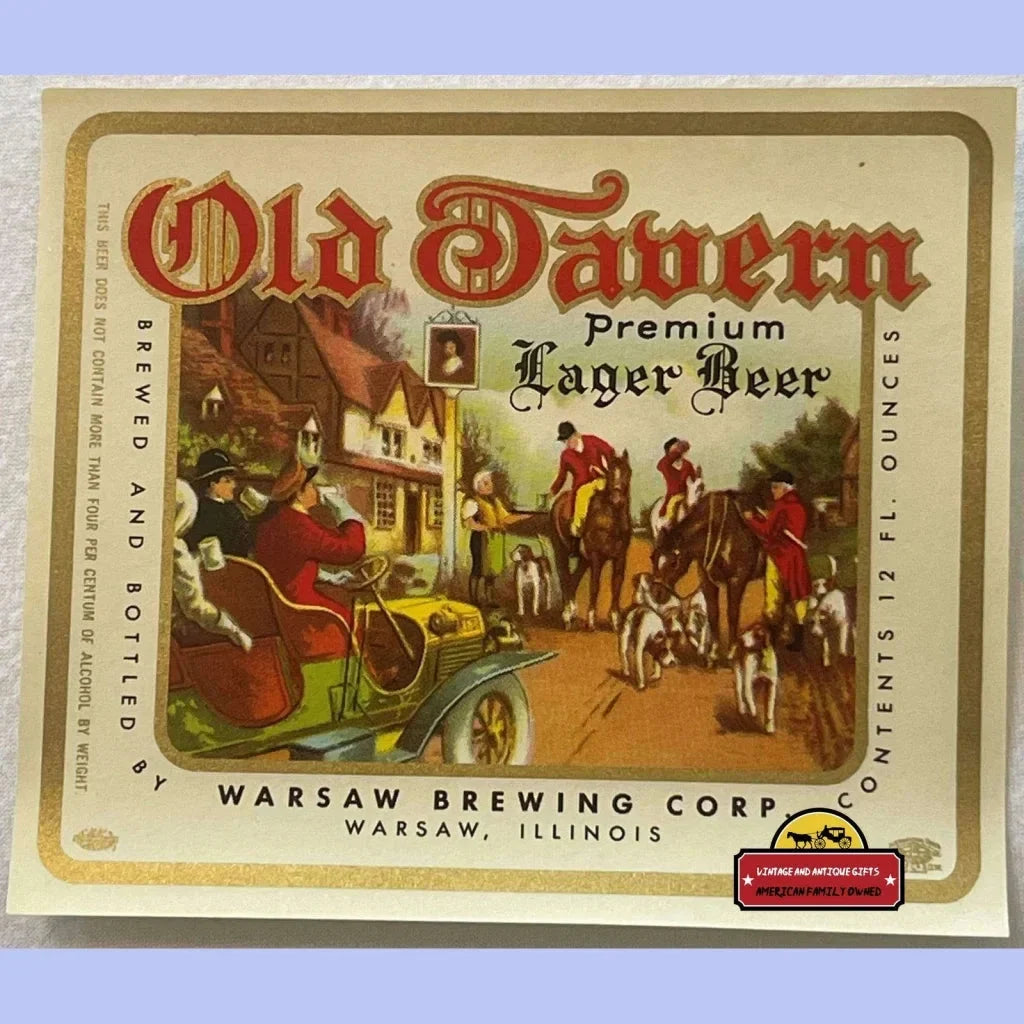 Old Tavern
Premium
Lager Beer
THIS BEER DOES NOT CONTAIN MORE THAN FOUR PER CENTUM OF ALCOHOL BY WEIGHT.
BREWED AND BOTTLED BY
WARSAW BREWING CORP.
WARSAW, ILLINOIS
CONTENTS 12 FL. OUNCES
VINTAGE AND ANTIQUE GIFTS
AMERICAN FAMILY OWNED